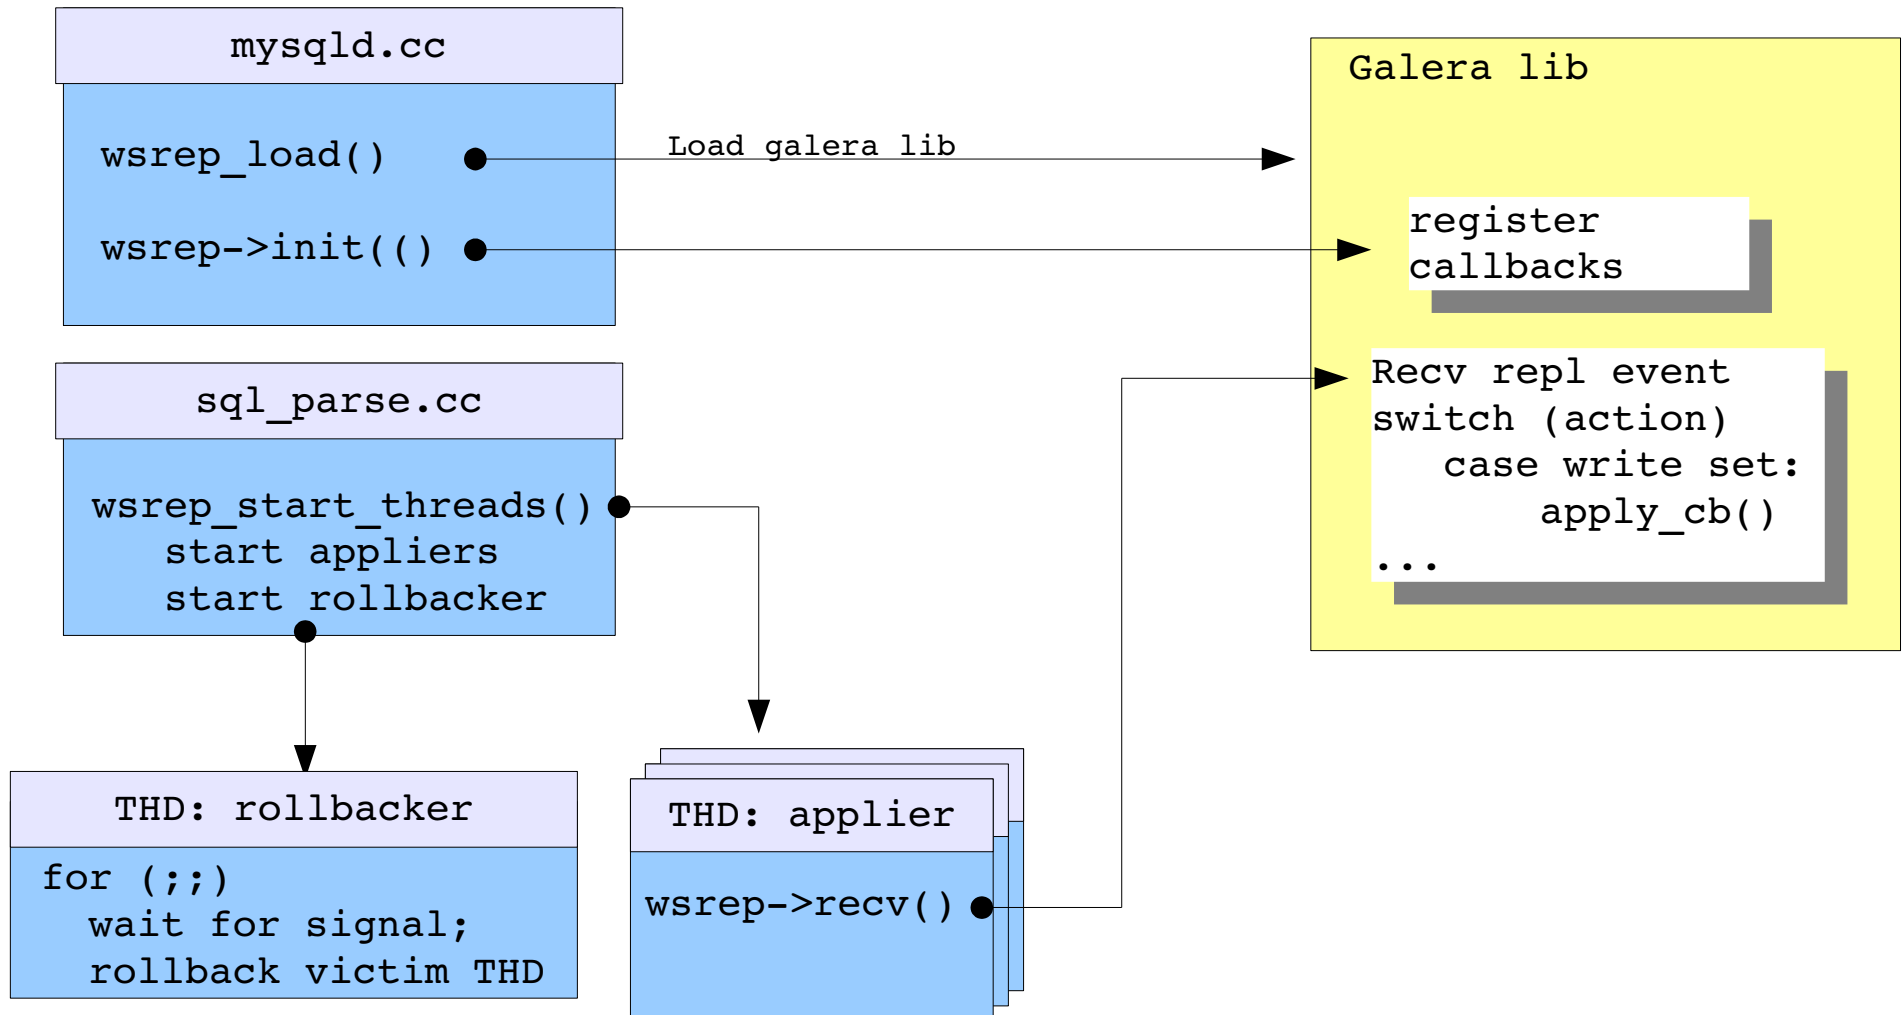 mysqld.cc
wsrep_load()
wsrep->init(()
Load galera lib
Galera lib
register
callbacks
Recv repl event
switch (action)
case write set:
apply_cb()
...
sql_parse.cc
wsrep_start_threads()
start appliers
start rollbacker
THD: rollbacker
for (;;)
wait for signal;
rollback victim THD
THD: applier
wsrep->recv()